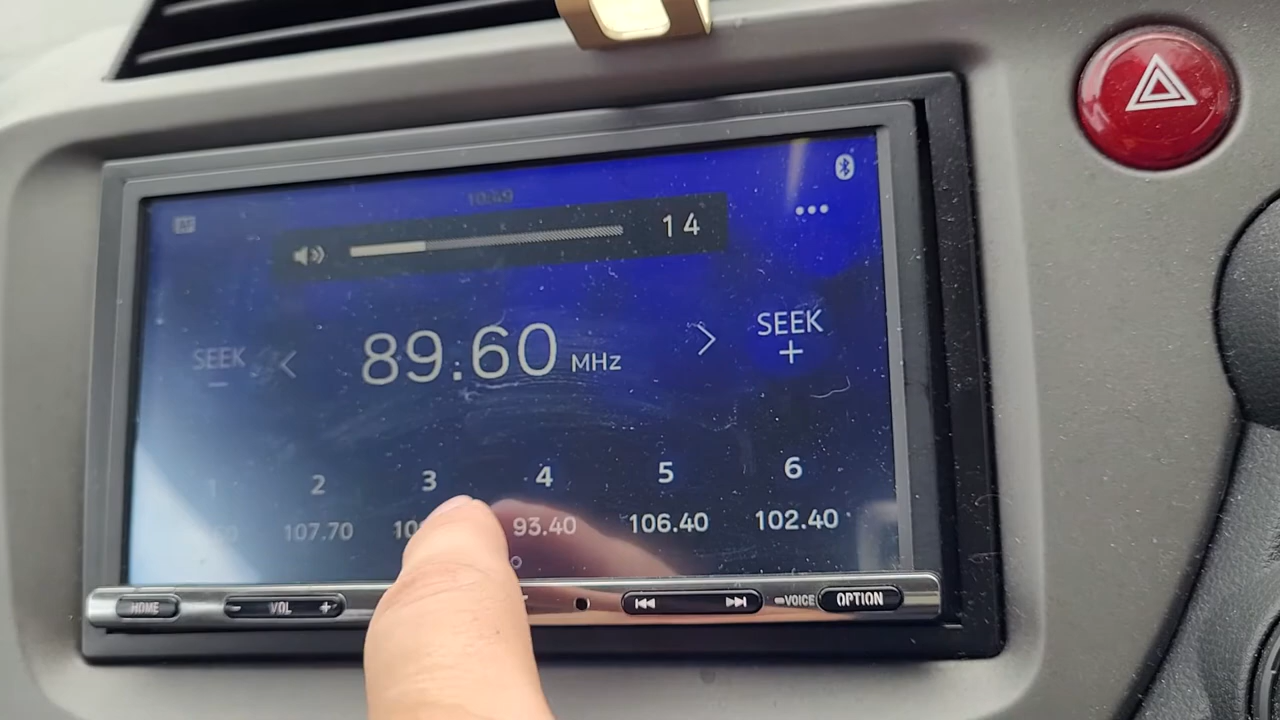 AF
14
89.60 MHz
SEEK
SEEK
+
2
3
4
5
6
107.70
93.40
106.40
102.40
HOME
- VOL +
VOICE
OPTION